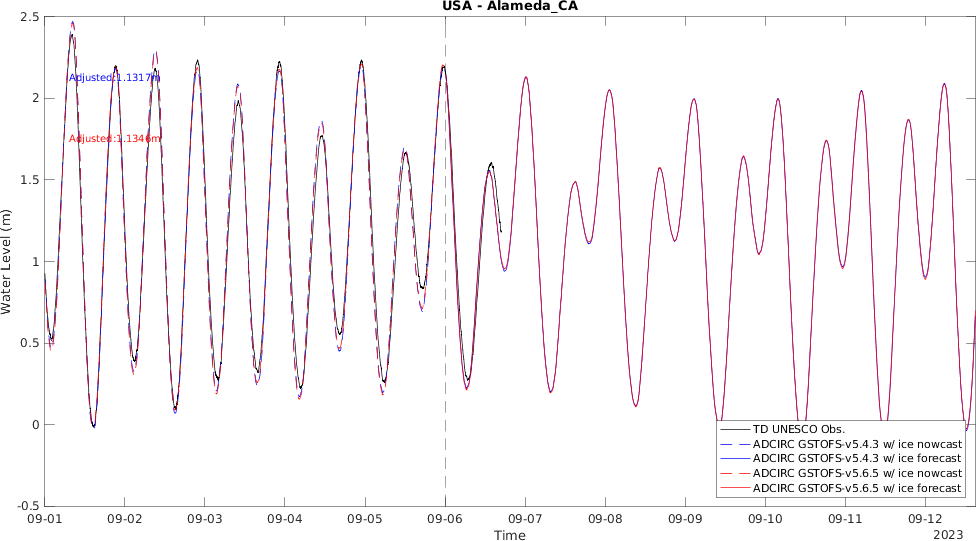 USA - Alameda_CA
2.5
2
1.5
1
0.5
0
-0.5
Water Level (m)
Adjusted:1.1317m
Adjusted:1.1346m
TD UNESCO Obs.
ADCIRC GSTOFS-v5.4.3 w/ ice nowcast
ADCIRC GSTOFS-v5.4.3 w/ ice forecast
ADCIRC GSTOFS-v5.6.5 w/ ice nowcast
ADCIRC GSTOFS-v5.6.5 w/ ice forecast
09-01 09-02 09-03 09-04 09-05 09-06 09-07 09-08 09-09 09-10 09-11 09-12
Time
2023